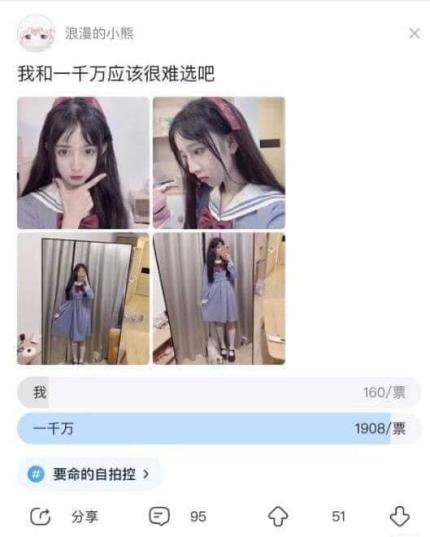 浪漫的小熊
我和一千万应该很难选吧
我 160/票
一千万 1908/票
# 要命的自拍控 >
分享 95 51